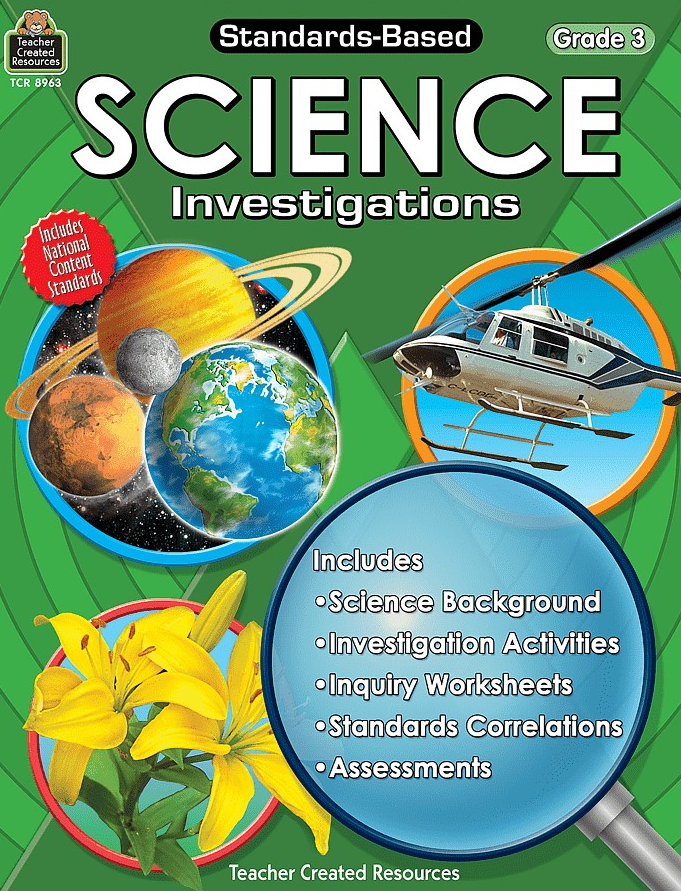 Teacher
Created
Resources
TCR 8963
Standards-Based
Grade 3
SCIENCE
Investigations
Includes
National
Content
Standards
Includes
•Science Background
•Investigation Activities
•Inquiry Worksheets
•Standards Correlations
•Assessments
Teacher Created Resources